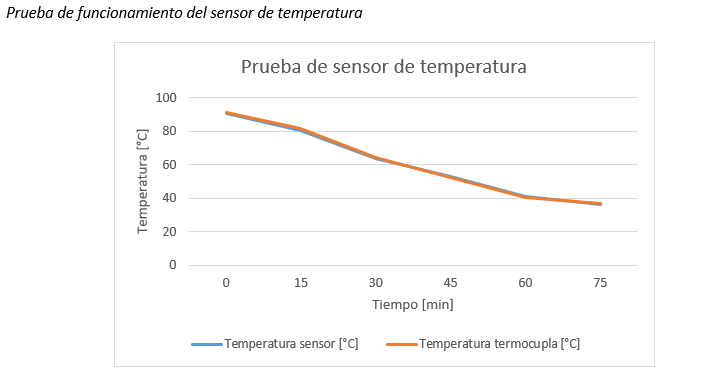 Prueba de funcionamiento del sensor de temperatura
Prueba de sensor de temperatura
Temperatura [°C]
100
80
60
40
20
0
0 15 30 45 60 75
Tiempo [min]
Temperatura sensor [°C] Temperatura termocupla [°C]